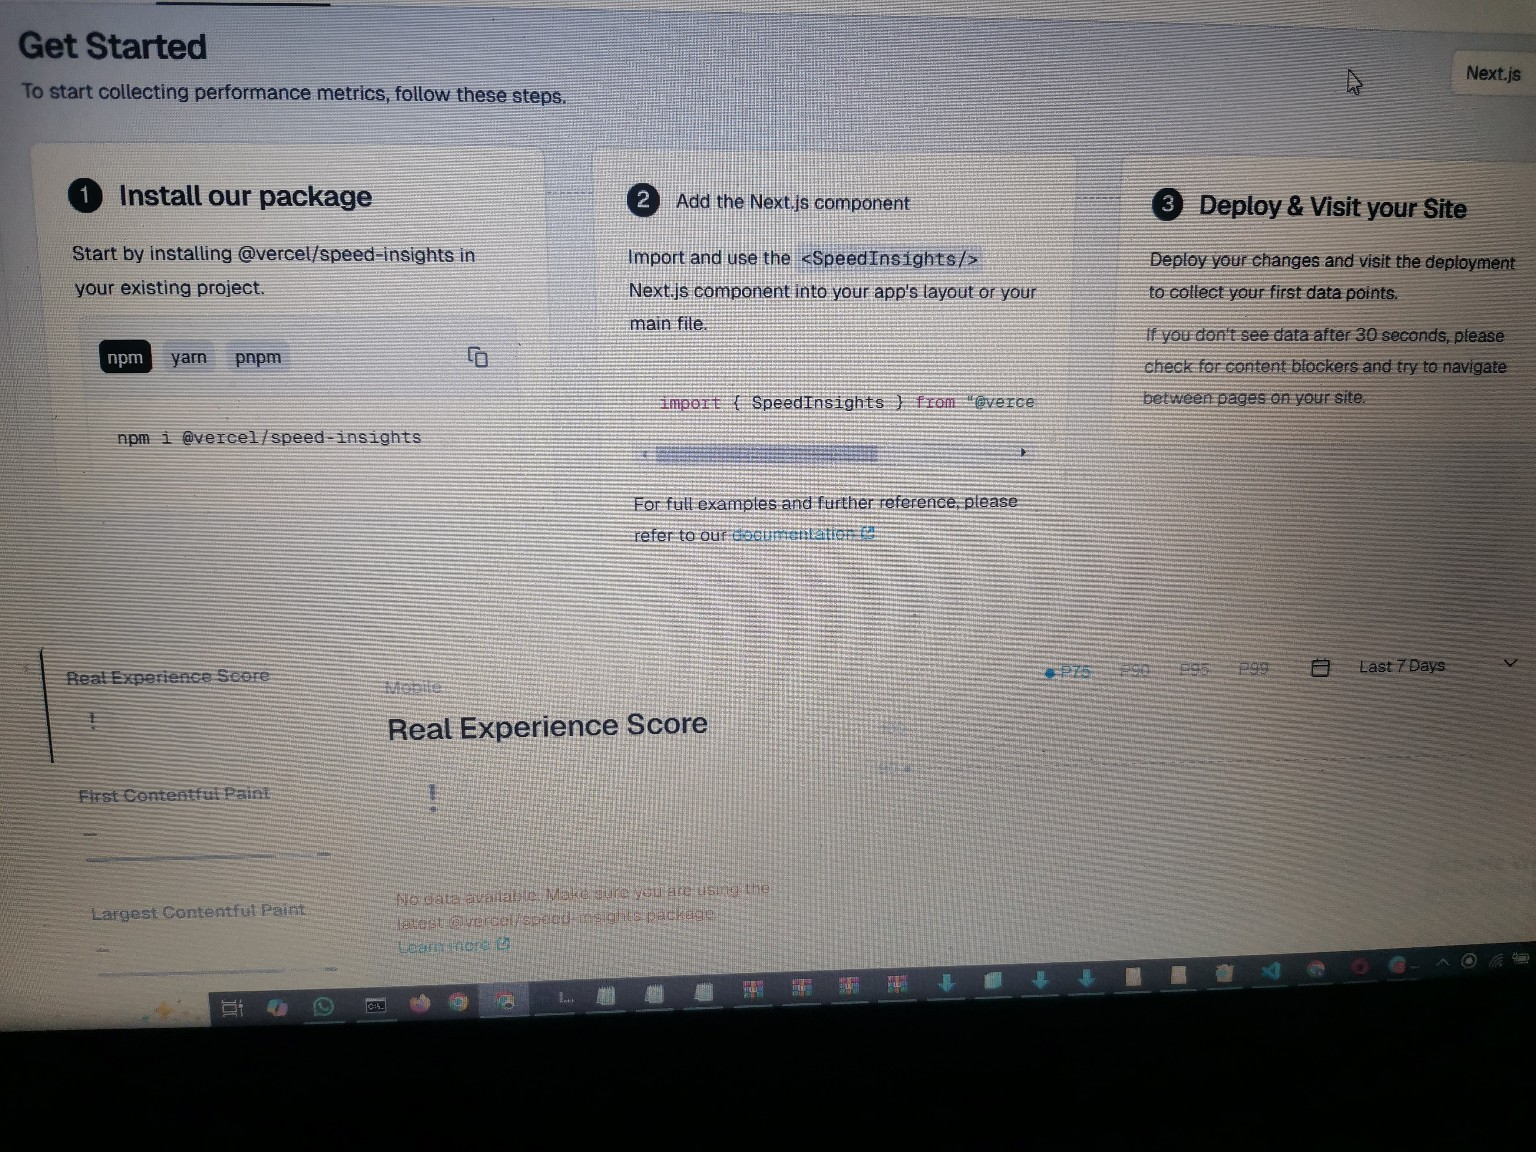 Get Started
To start collecting performance metrics, follow these steps.
Next.js
1 Install our package
Start by installing @vercel/speed-insights in
your existing project.
npm yarn pnpm
npm i @vercel/speed-insights
2 Add the Next.js component
Import and use the <SpeedInsights/>
Next.js component into your app's layout or your
main file.
import { SpeedInsights } from "@verce
For full examples and further reference, please
refer to our documentation
3 Deploy & Visit your Site
Deploy your changes and visit the deployment
to collect your first data points.
If you don't see data after 30 seconds, please
check for content blockers and try to navigate
between pages on your site.
P75 P90 P95 P99 Last 7 Days
Real Experience Score
!
First Contentful Paint
Largest Contentful Paint
Mobile
Real Experience Score
!
No data available. Make sure you are using the
latest @vercel/speed-insights package
Learn more